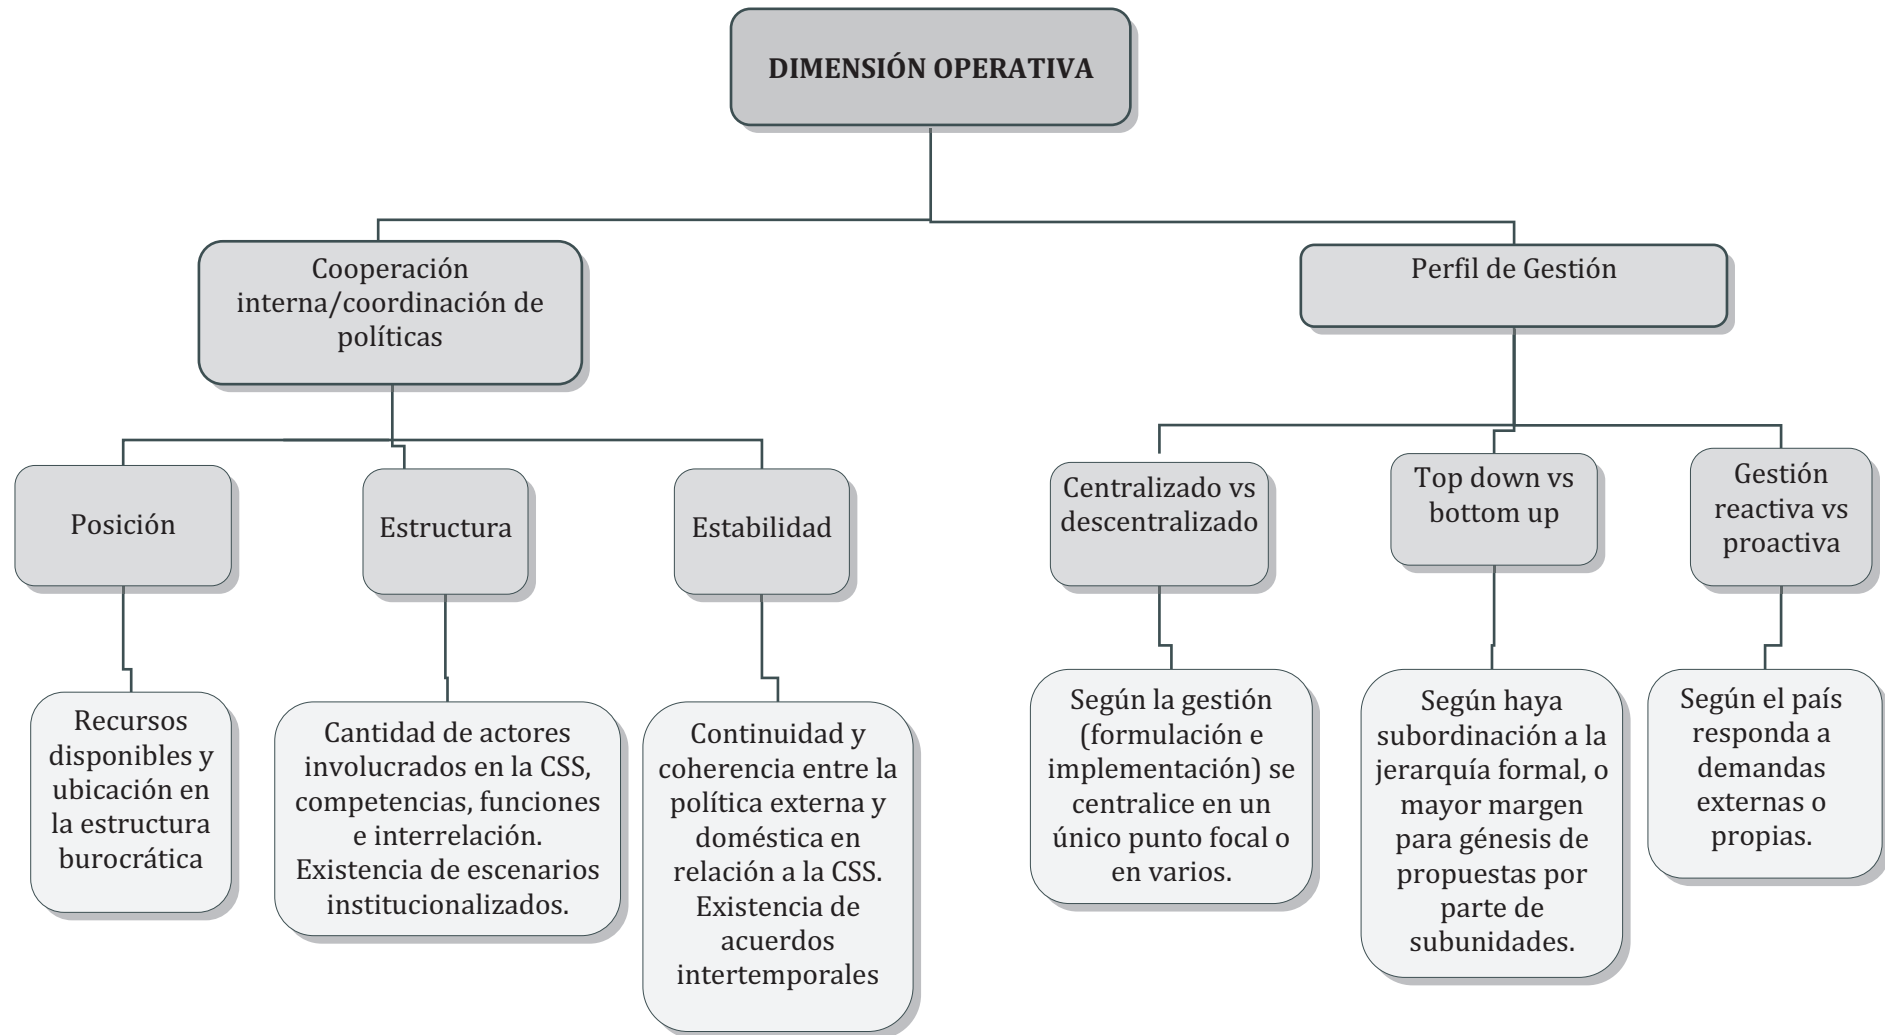 DIMENSIÓN OPERATIVA
Cooperación
interna/coordinación de
políticas
Perfil de Gestión
Posición
Estructura
Estabilidad
Centralizado vs
descentralizado
Top down vs
bottom up
Gestión
reactiva vs
proactiva
Recursos
disponibles y
ubicación en
la estructura
burocrática
Cantidad de actores
involucrados en la CSS,
competencias, funciones
e interrelación.
Existencia de escenarios
institucionalizados.
Continuidad y
coherencia entre la
política externa y
doméstica en
relación a la CSS.
Existencia de
acuerdos
intertemporales
Según la gestión
(formulación e
implementación) se
centralice en un
único punto focal o
en varios.
Según haya
subordinación a la
jerarquía formal, o
mayor margen
para génesis de
propuestas por
parte de
subunidades.
Según el país
responda a
demandas
externas o
propias.